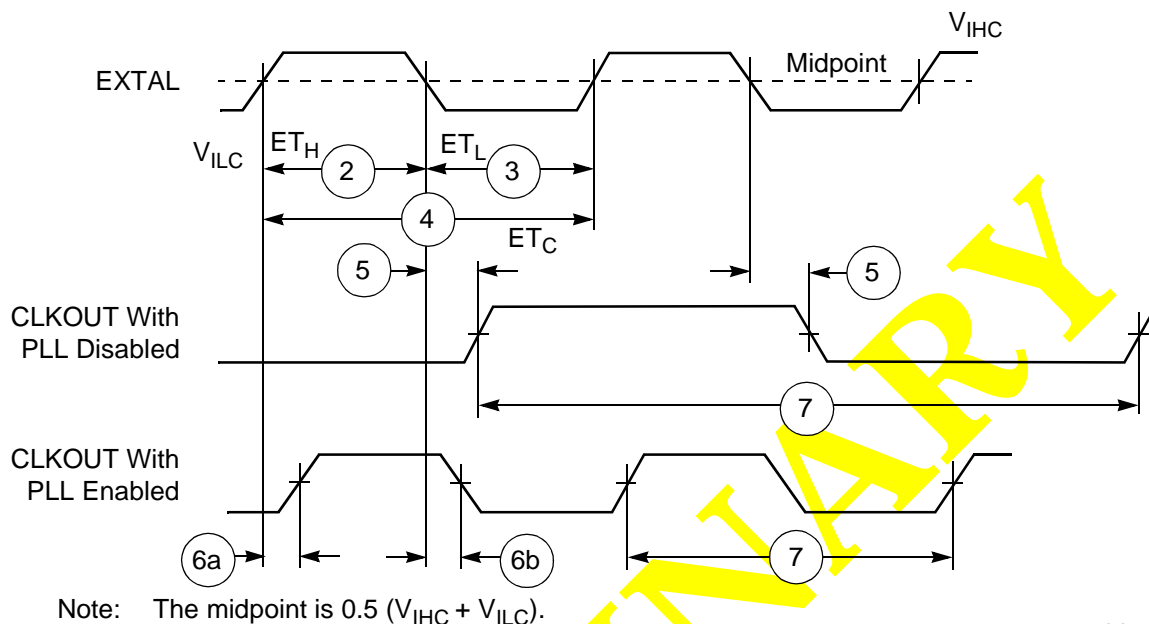 V_IHC
EXTAL
Midpoint
V_ILC
ET_H
ET_L
2
3
4
ET_C
5
5
CLKOUT With
PLL Disabled
7
CLKOUT With
PLL Enabled
6a
6b
7
Note: The midpoint is 0.5 (V_IHC + V_ILC).
NARY